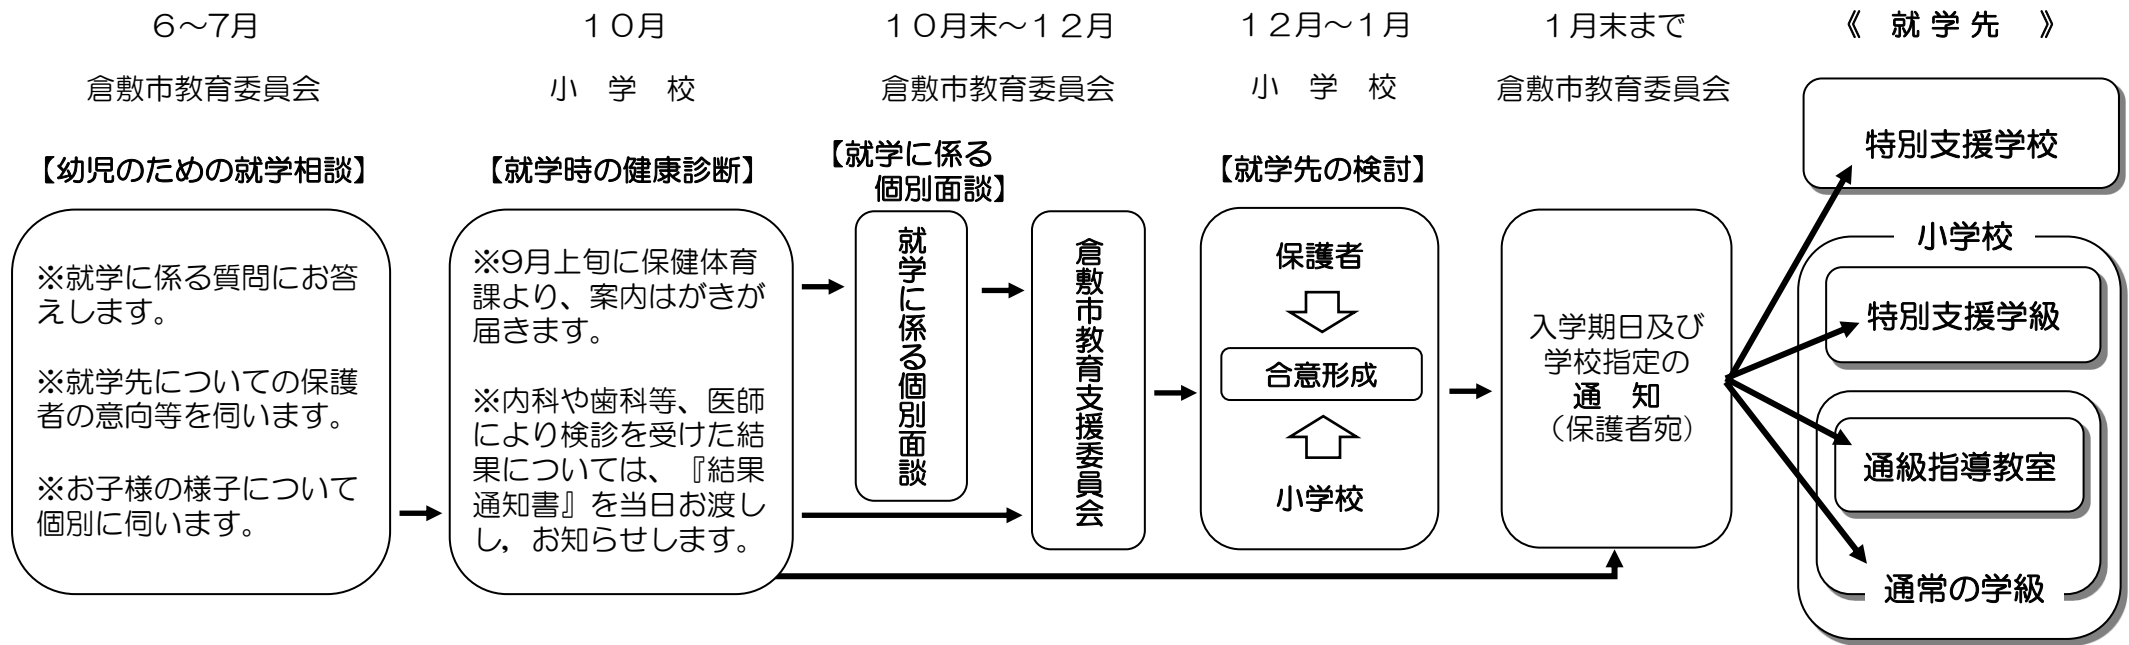 6～7月
倉敷市教育委員会
【幼児のための就学相談】
※就学に係る質問にお答
えします。
※就学先についての保護
者の意向等を伺います。
※お子様の様子について
個別に伺います。
１０月
小　学　校
【就学時の健康診断】
※9月上旬に保健体育
課より、案内はがきが
届きます。
※内科や歯科等、医師
により検診を受けた結
果については、『結果
通知書』を当日お渡し
し，お知らせします。
１０月末～１２月
倉敷市教育委員会
【就学に係る
個別面談】
就学に係る個別面談
倉敷市教育支援委員会
１２月～１月
小　学　校
【就学先の検討】
保護者
合意形成
小学校
１月末まで
倉敷市教育委員会
入学期日及び
学校指定の
通　知
（保護者宛）
《　就 学 先　》
特別支援学校
小学校
特別支援学級
通級指導教室
通常の学級